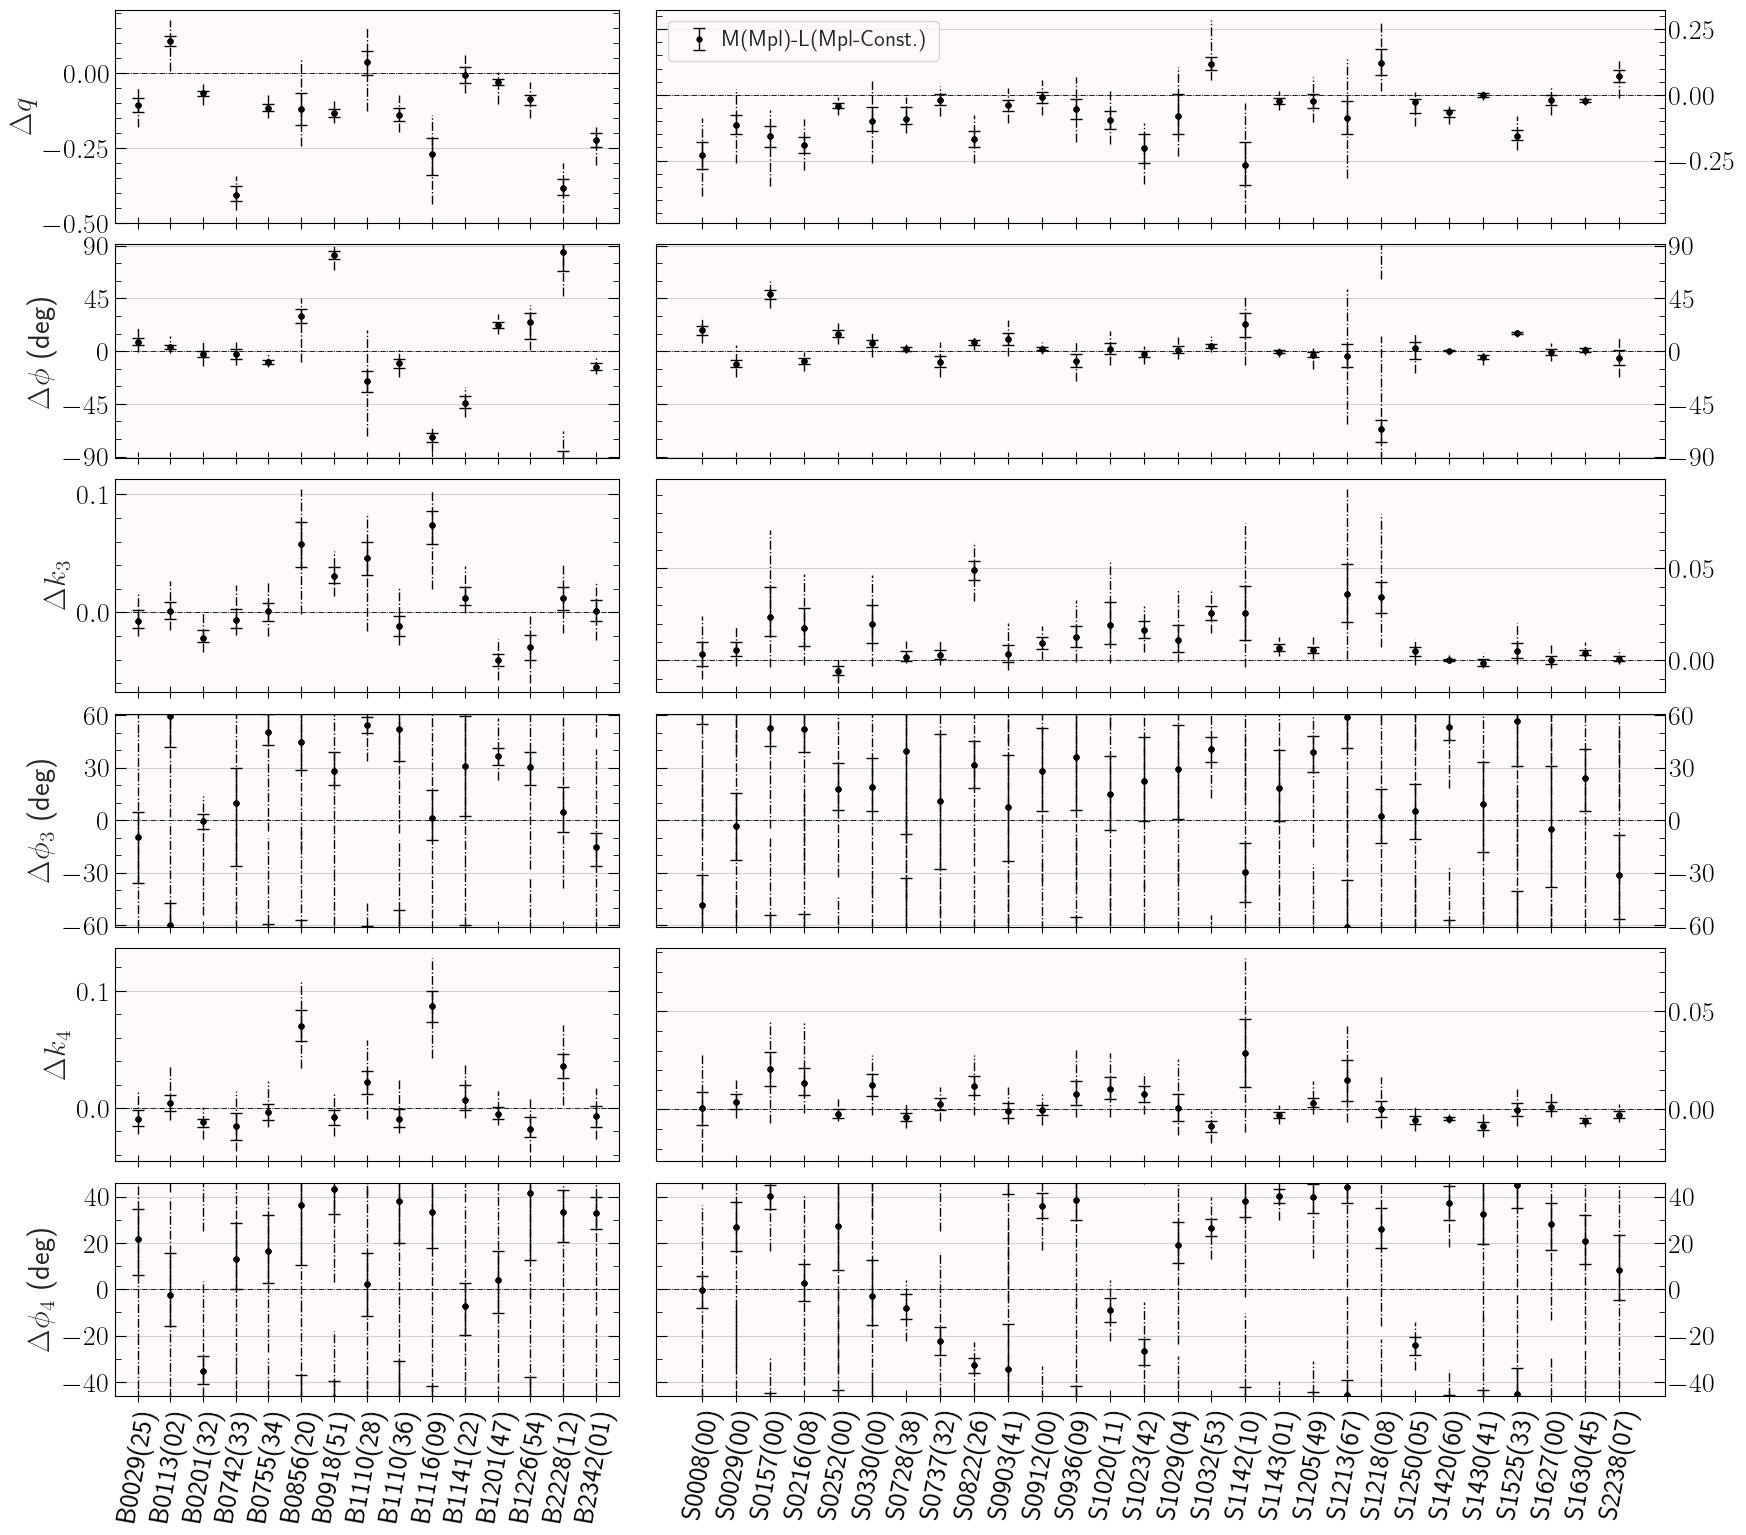 M(Mpl)-L(Mpl-Const.)
Δq
0.00
−0.25
−0.50
0.25
0.00
−0.25
Δϕ (deg)
90
45
0
−45
−90
90
45
0
−45
−90
Δk₃
0.1
0.0
0.05
0.00
Δϕ₃ (deg)
60
30
0
−30
−60
60
30
0
−30
−60
Δk₄
0.1
0.0
0.05
0.00
Δϕ₄ (deg)
40
20
0
−20
−40
40
20
0
−20
−40
B0029(25)
B0113(02)
B0201(32)
B0742(33)
B0755(34)
B0856(20)
B0918(51)
B1110(28)
B1110(36)
B1116(09)
B1141(22)
B1201(47)
B1226(54)
B2228(12)
B2342(01)
S0008(00)
S0029(00)
S0157(00)
S0216(08)
S0252(00)
S0330(00)
S0728(38)
S0737(32)
S0822(26)
S0903(41)
S0912(00)
S0936(09)
S1020(11)
S1023(42)
S1029(04)
S1032(53)
S1142(10)
S1143(01)
S1205(49)
S1213(67)
S1218(08)
S1250(05)
S1420(60)
S1430(41)
S1525(33)
S1627(00)
S1630(45)
S2238(07)